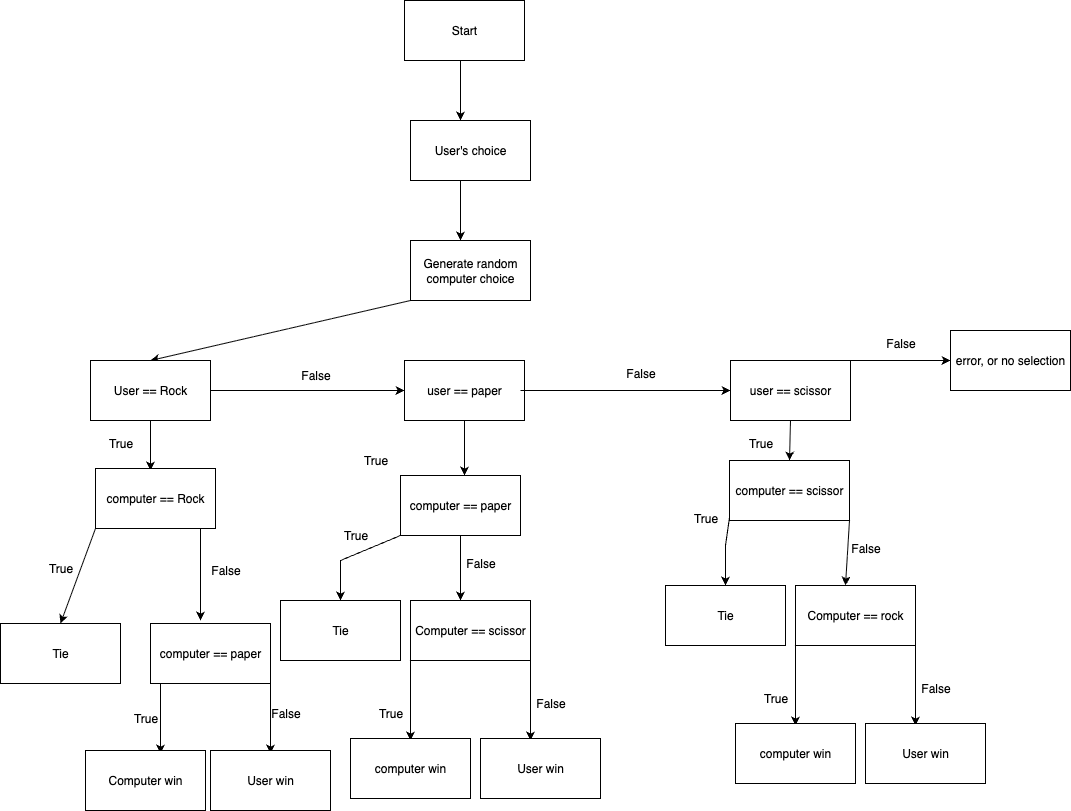 Start
User's choice
Generate random
computer choice
False
error, or no selection
User == Rock
False
user == paper
False
user == scissor
True
True
True
computer == Rock
computer == paper
computer == scissor
True
False
True
False
True
False
Tie
computer == paper
Tie
Computer == scissor
Tie
Computer == rock
True
False
True
False
True
False
Computer win
User win
computer win
User win
computer win
User win